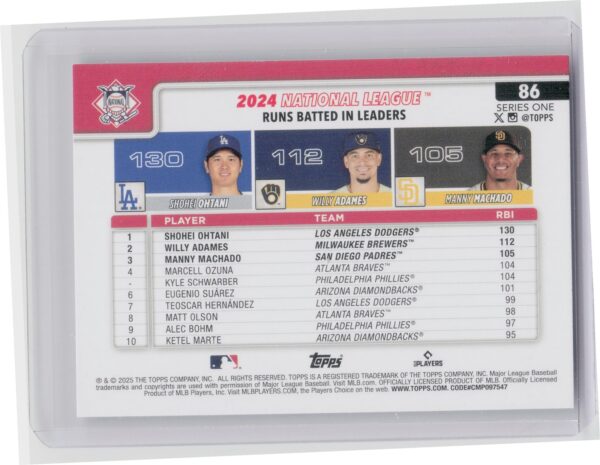 NATIONAL LEAGUE
2024 NATIONAL LEAGUE™
RUNS BATTED IN LEADERS
86
SERIES ONE
@TOPPS
130
112
105
LA
SD
SHOHEI OHTANI
WILLY ADAMES
MANNY MACHADO
PLAYER TEAM RBI
1 SHOHEI OHTANI LOS ANGELES DODGERS® 130
2 WILLY ADAMES MILWAUKEE BREWERS™ 112
3 MANNY MACHADO SAN DIEGO PADRES™ 105
4 MARCELL OZUNA ATLANTA BRAVES™ 104
- KYLE SCHWARBER PHILADELPHIA PHILLIES® 104
6 EUGENIO SUÁREZ ARIZONA DIAMONDBACKS® 101
7 TEOSCAR HERNÁNDEZ LOS ANGELES DODGERS® 99
8 MATT OLSON ATLANTA BRAVES™ 98
9 ALEC BOHM PHILADELPHIA PHILLIES® 97
10 KETEL MARTE ARIZONA DIAMONDBACKS® 95
Topps
PLAYERS
® & © 2025 THE TOPPS COMPANY, INC. ALL RIGHTS RESERVED. TOPPS IS A REGISTERED TRADEMARK OF THE TOPPS COMPANY, INC. Major League Baseball
trademarks and copyrights are used with permission of Major League Baseball. Visit MLB.com. OFFICIALLY LICENSED PRODUCT OF MLB. Officially Licensed
Product of MLB Players, Inc. Visit MLBPLAYERS.COM, the Players Choice on the web. WWW.TOPPS.COM. CODE#CMP097547